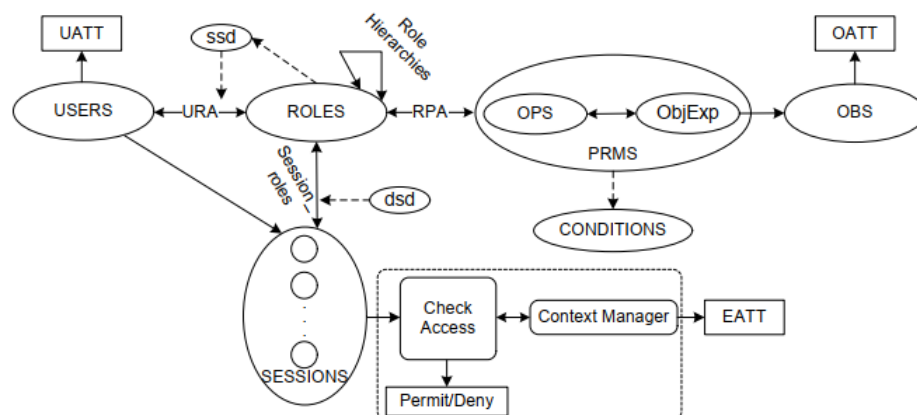 UATT
ssd
Role
Hierarchies
OATT
USERS
URA
ROLES
RPA
OPS
ObjExp
OBS
PRMS
Session_
roles
dsd
CONDITIONS
Check
Access
Context Manager
EATT
SESSIONS
Permit/Deny